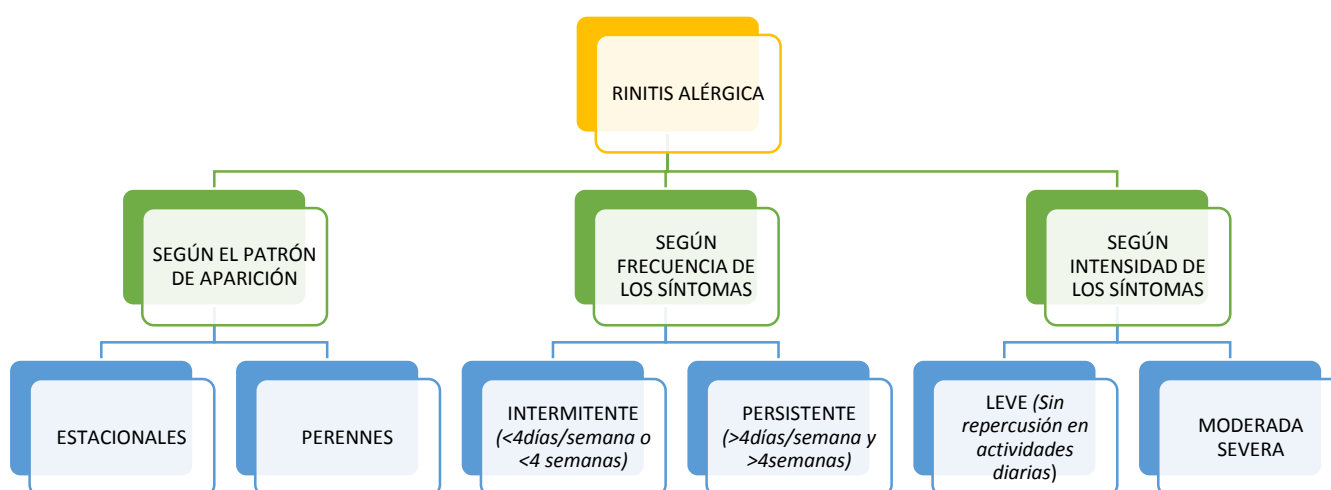 RINITIS ALÉRGICA
SEGÚN EL PATRÓN
DE APARICIÓN
SEGÚN
FRECUENCIA DE
LOS SÍNTOMAS
SEGÚN
INTENSIDAD DE
LOS SÍNTOMAS
ESTACIONALES
PERENNES
INTERMITENTE
(<4días/semana o
<4 semanas)
PERSISTENTE
(>4días/semana y
>4semanas)
LEVE (Sin
repercusión en
actividades
diarias)
MODERADA
SEVERA